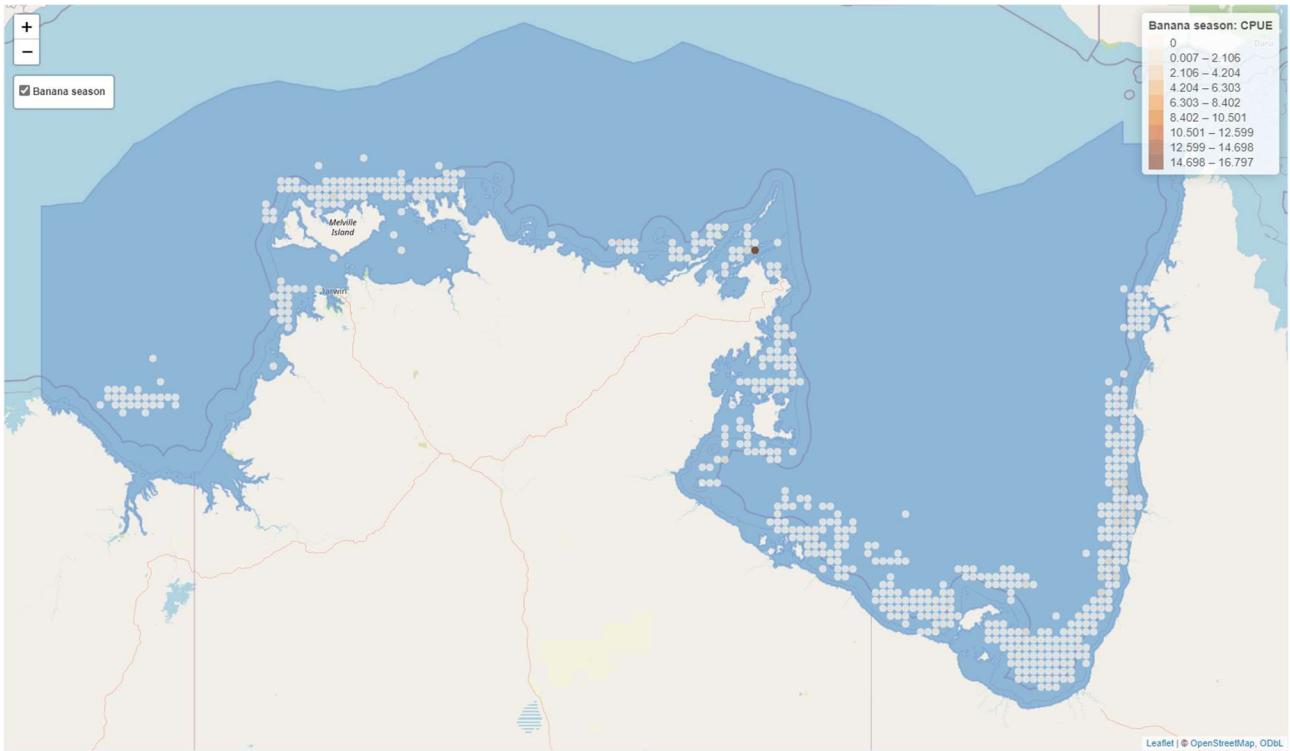 +
−
Banana season
Banana season: CPUE
0
0.007 – 2.106
2.106 – 4.204
4.204 – 6.303
6.303 – 8.402
8.402 – 10.501
10.501 – 12.599
12.599 – 14.698
14.698 – 16.797
Daru
Melville
Island
Darwin
Leaflet | © OpenStreetMap, ODbL